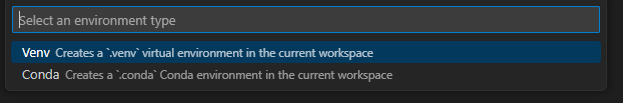 Select an environment type
Venv Creates a `.venv` virtual environment in the current workspace
Conda Creates a `.conda` Conda environment in the current workspace